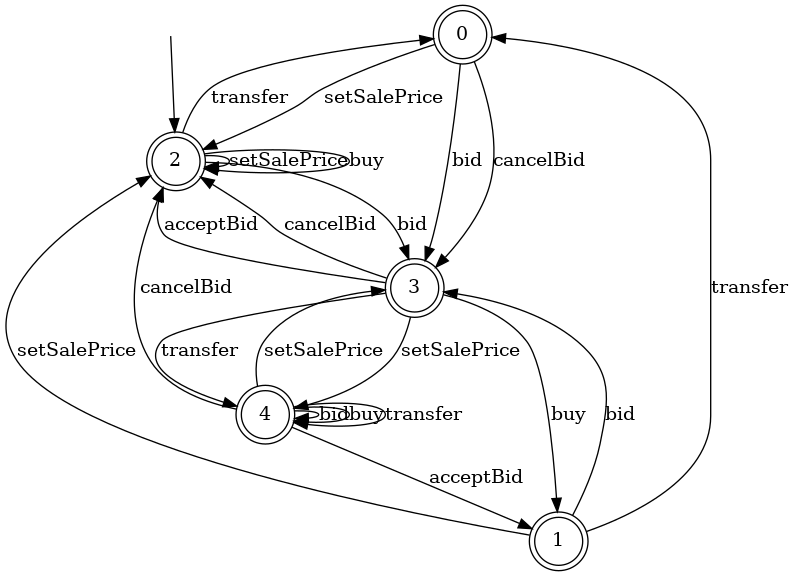 0
transfer
setSalePrice
2
setSalePrice
buy
bid
cancelBid
acceptBid
cancelBid
bid
cancelBid
3
transfer
setSalePrice
setSalePrice
transfer
setSalePrice
4
bid
buy
transfer
buy
bid
acceptBid
1